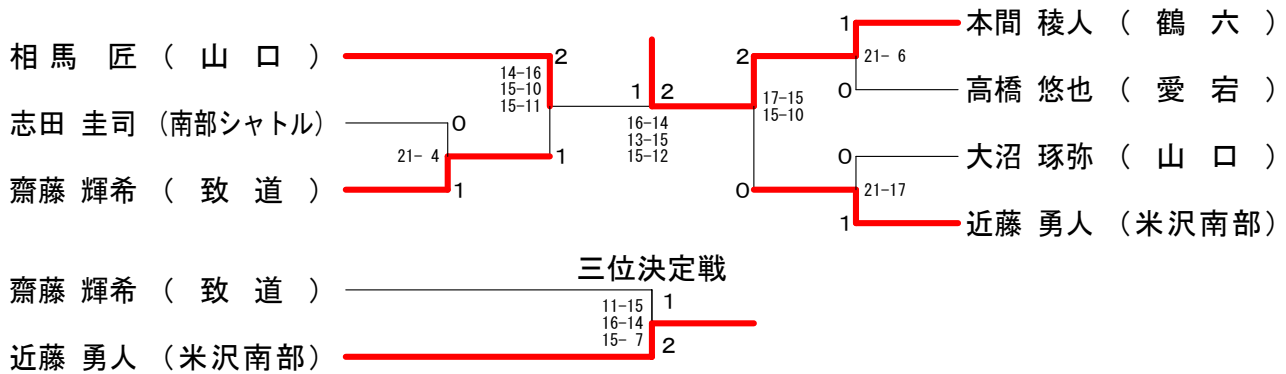 相馬 匠 (山口)
志田 圭司 (南部シャトル)
齋藤 輝希 (致道)
2
14-16
15-10
15-11
0
21- 4
1
1
1 2
16-14
13-15
15-12
2
17-15
15-10
0
1
21- 6
0
0
21-17
1
本間 稜人 (鶴六)
高橋 悠也 (愛宕)
大沼 琢弥 (山口)
近藤 勇人 (米沢南部)
三位決定戦
齋藤 輝希 (致道)
近藤 勇人 (米沢南部)
11-15
16-14
15- 7
1
2